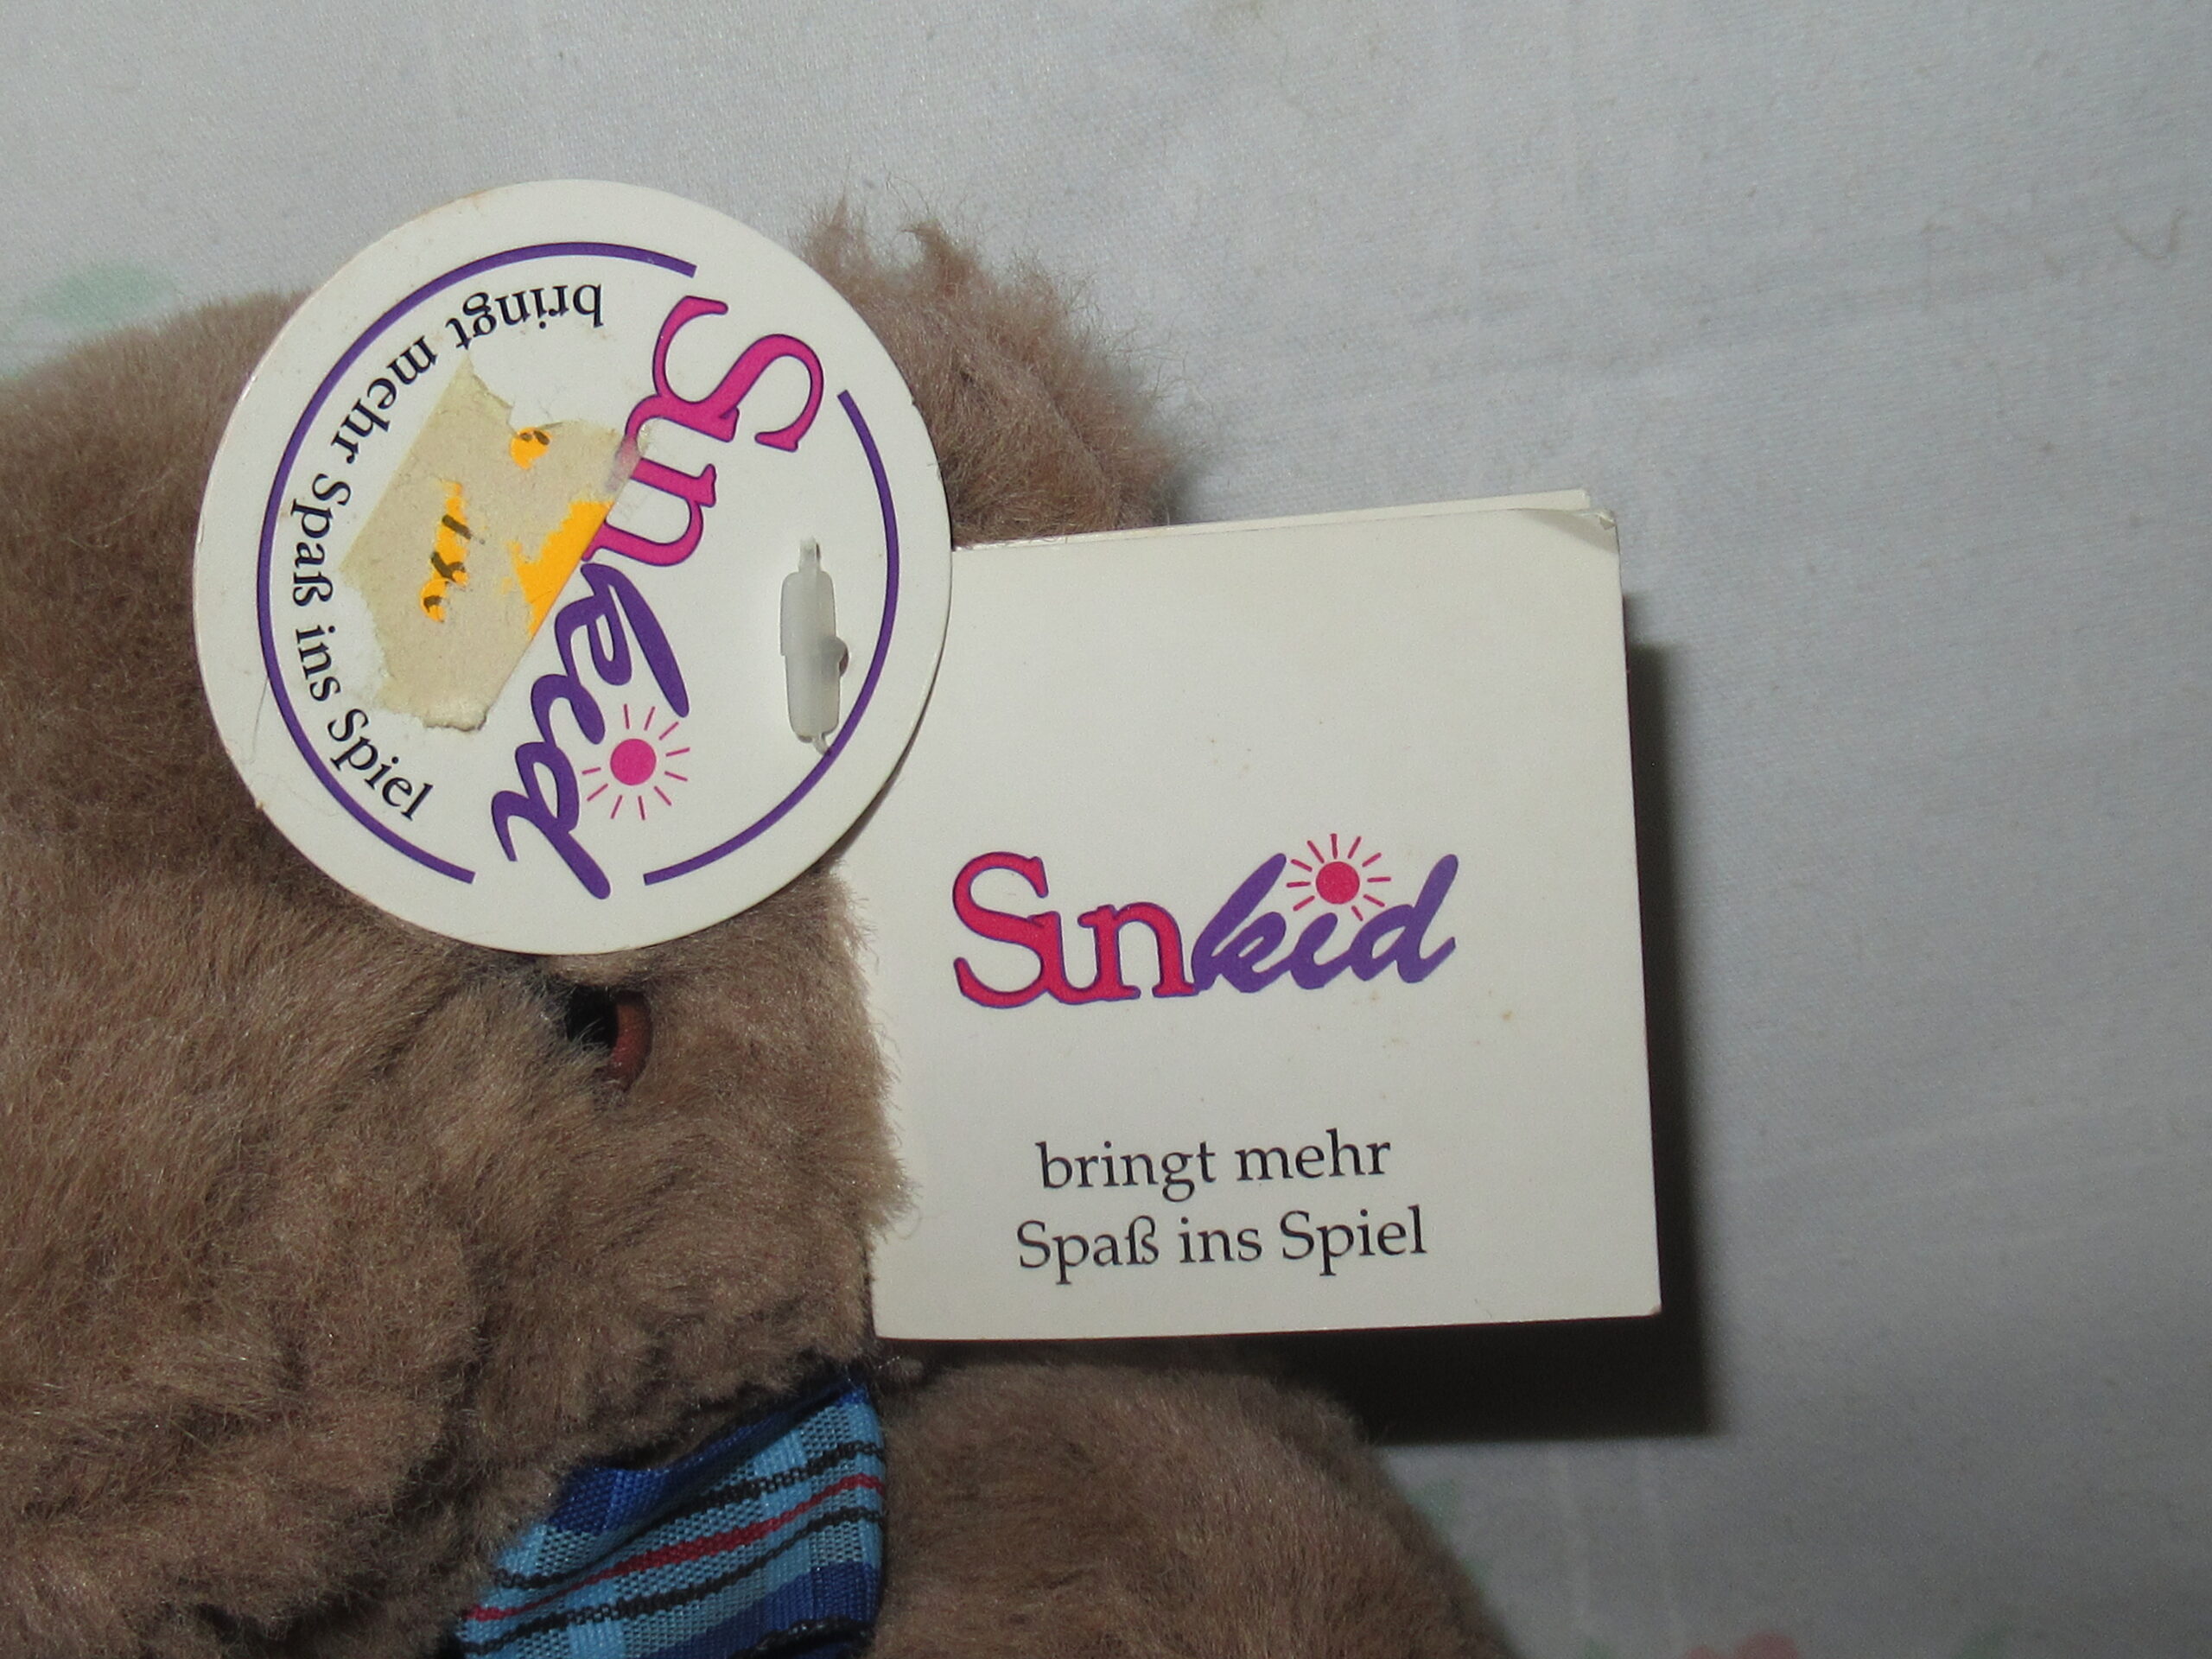 Sunkid
bringt mehr Spaß ins Spiel
Sunkid
bringt mehr
Spaß ins Spiel